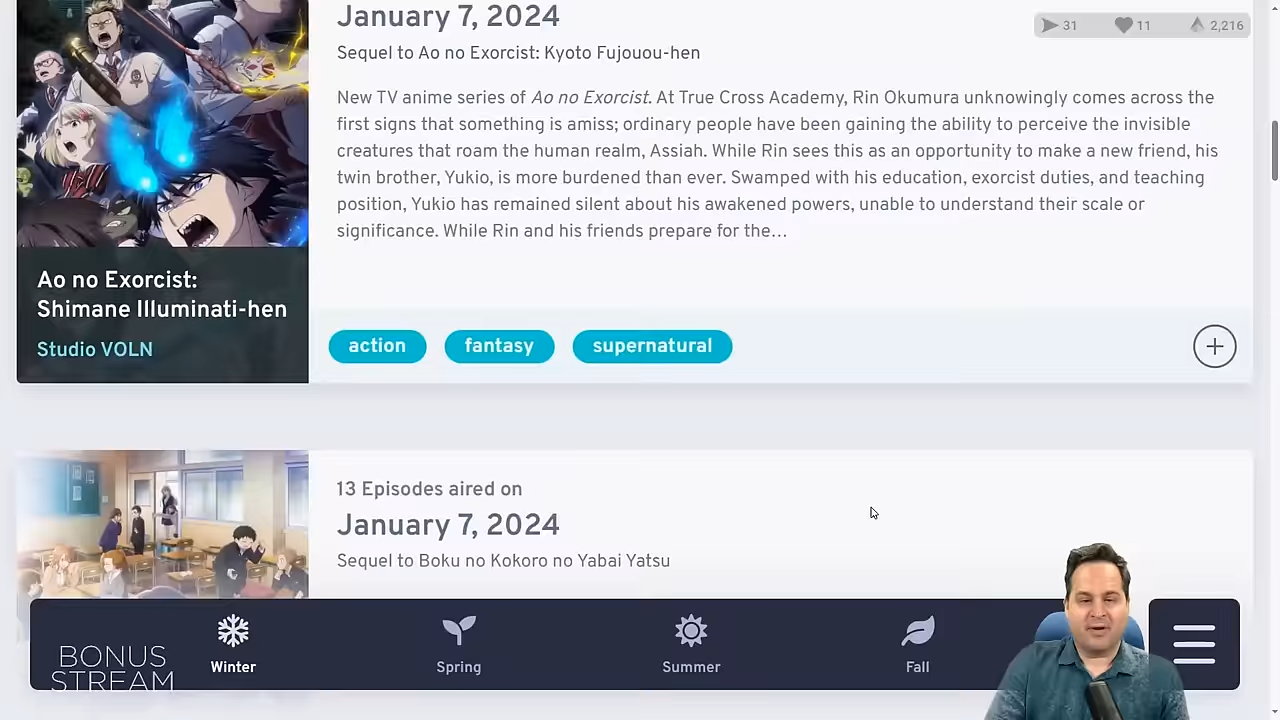 January 7, 2024
31 11 2,216
Sequel to Ao no Exorcist: Kyoto Fujouou-hen
New TV anime series of Ao no Exorcist. At True Cross Academy, Rin Okumura unknowingly comes across the
first signs that something is amiss; ordinary people have been gaining the ability to perceive the invisible
creatures that roam the human realm, Assiah. While Rin sees this as an opportunity to make a new friend, his
twin brother, Yukio, is more burdened than ever. Swamped with his education, exorcist duties, and teaching
position, Yukio has remained silent about his awakened powers, unable to understand their scale or
significance. While Rin and his friends prepare for the…
Ao no Exorcist:
Shimane Illuminati-hen
Studio VOLN
action fantasy supernatural
13 Episodes aired on
January 7, 2024
Sequel to Boku no Kokoro no Yabai Yatsu
BONUS
STREAM
Winter Spring Summer Fall